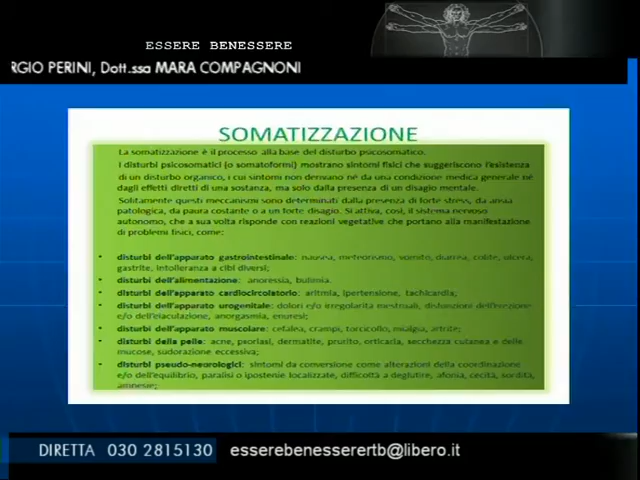 ESSERE BENESSERE
RGIO PERINI, Dott.ssa MARA COMPAGNONI
SOMATIZZAZIONE
La somatizzazione è il processo alla base del disturbo psicosomatico.
I disturbi psicosomatici (o somatoformi) mostrano sintomi fisici che suggeriscono l'esistenza
di un disturbo organico, i cui sintomi non derivano né da una condizione medica generale né
dagli effetti diretti di una sostanza, ma solo dalla presenza di un disagio mentale.
Solitamente questi meccanismi sono determinati dalla presenza di forte stress, da ansia
patologica, da paura costante o a un forte disagio. Si attiva, così, il sistema nervoso
autonomo, che a sua volta risponde con reazioni vegetative che portano alla manifestazione
di problemi fisici, come:
• disturbi dell'apparato gastrointestinale: nausea, meteorismo, vomito, diarrea, colite, ulcera,
gastrite, intolleranza a cibi diversi;
• disturbi dell'alimentazione: anoressia, bulimia.
• disturbi dell'apparato cardiocircolatorio: aritmia, ipertensione, tachicardia;
• disturbi dell'apparato urogenitale: dolori e/o irregolarità mestruali, disfunzioni dell'erezione
e/o dell'eiaculazione, anorgasmia, enuresi;
• disturbi dell'apparato muscolare: cefalea, crampi, torcicollo, mialgia, artrite;
• disturbi della pelle: acne, psoriasi, dermatite, prurito, orticaria, secchezza cutanea e delle
mucose, sudorazione eccessiva;
• disturbi pseudo-neurologici: sintomi da conversione come alterazioni della coordinazione
e/o dell'equilibrio, paralisi o ipostenie localizzate, difficoltà a deglutire, afonia, cecità, sordità,
amnesie;
DIRETTA 030 2815130 esserebenesserertb@libero.it